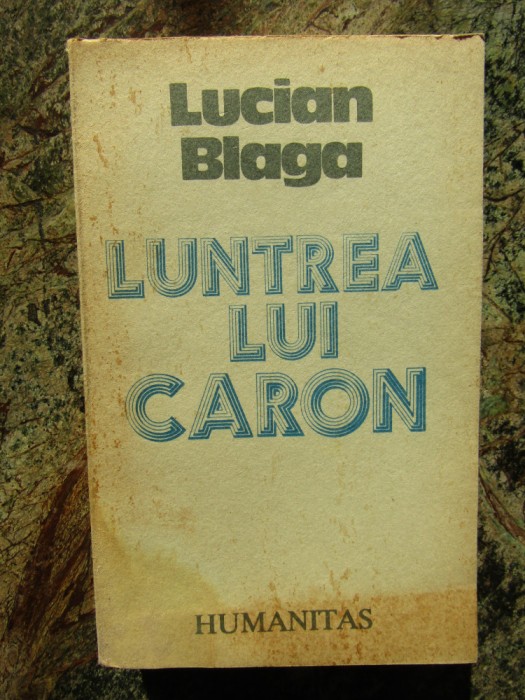 Lucian
Blaga
LUNTREA
LUI
CARON
HUMANITAS